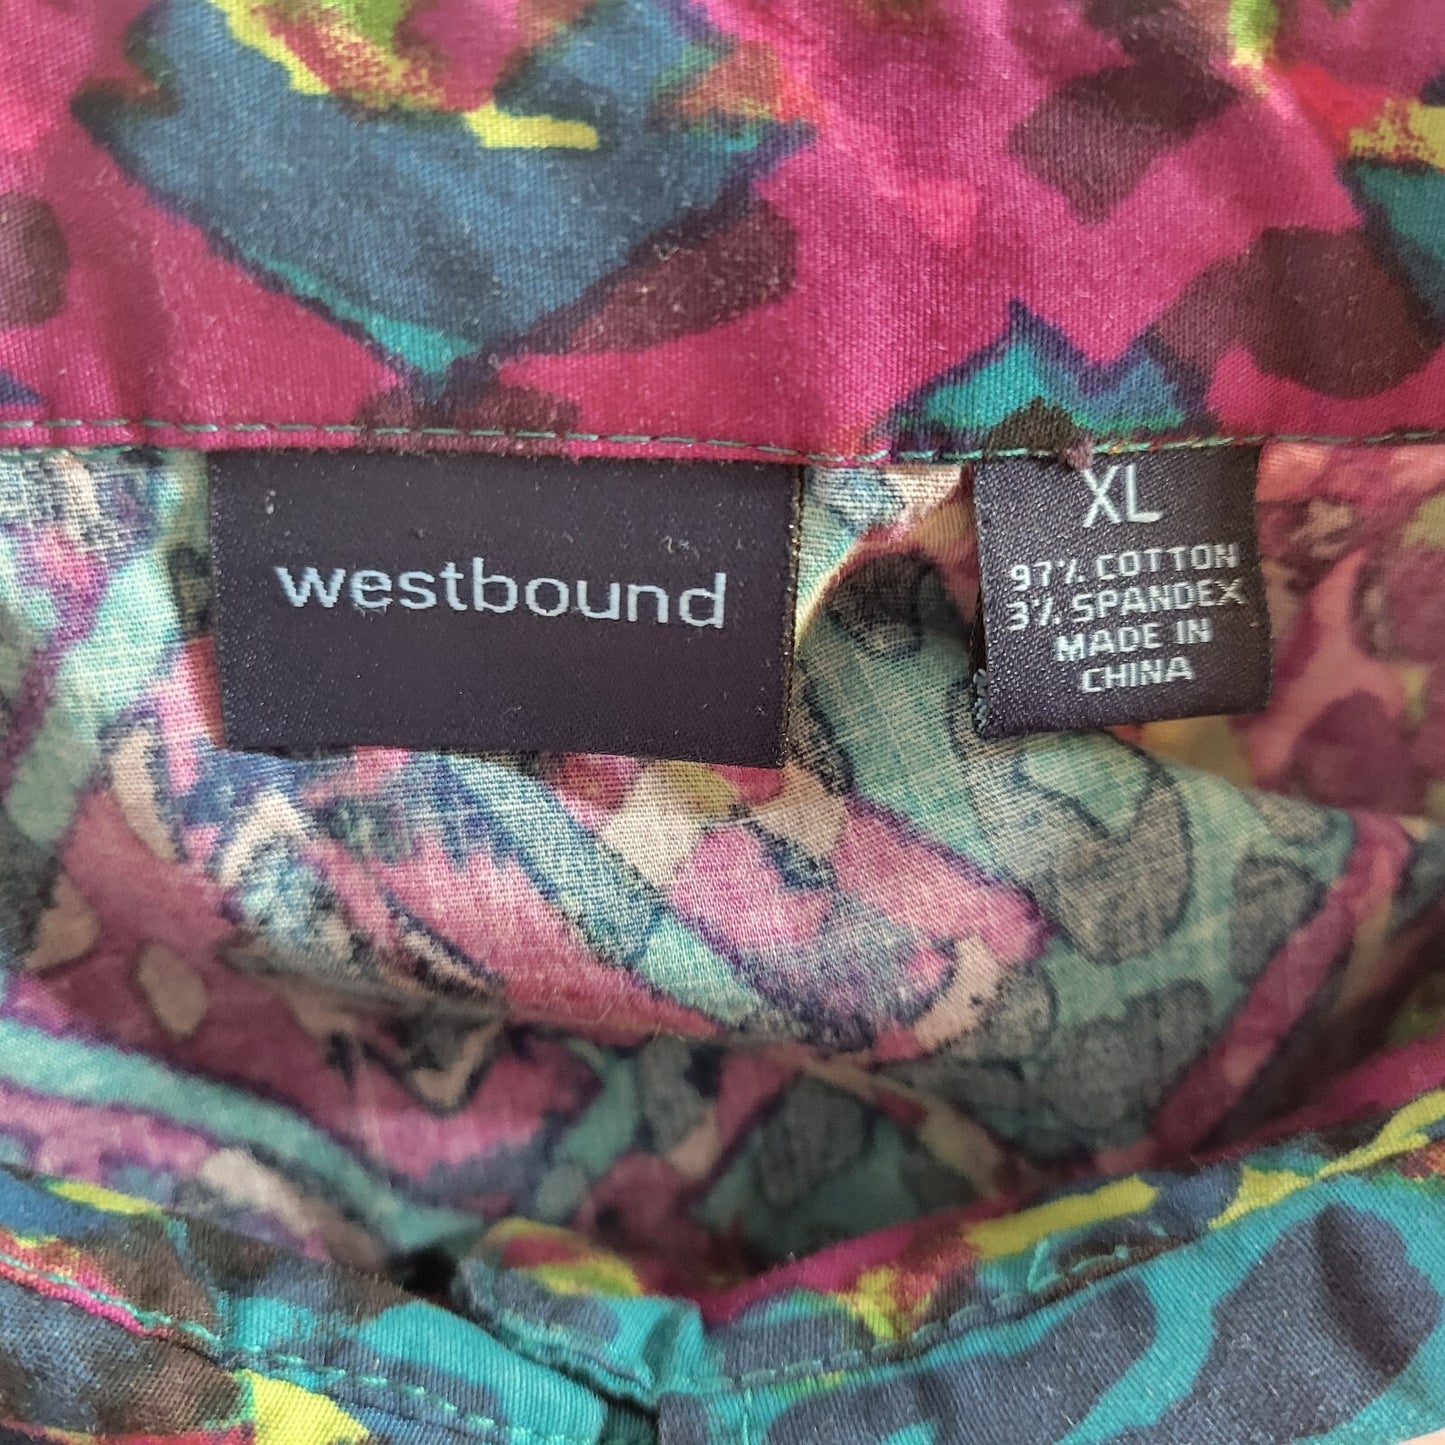 westbound
XL
97% COTTON
3% SPANDEX
MADE IN
CHINA